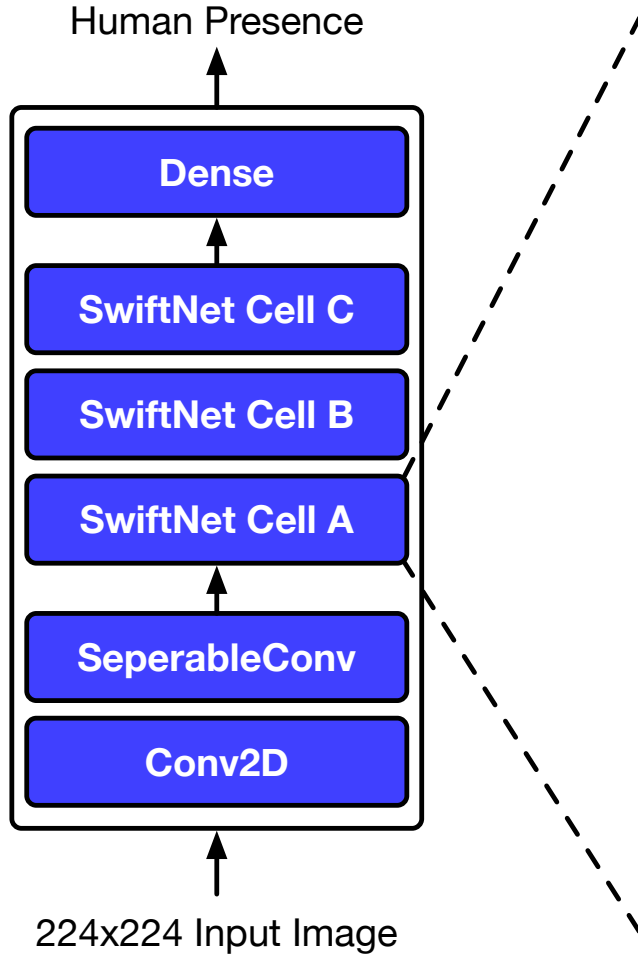 Human Presence
Dense
SwiftNet Cell C
SwiftNet Cell B
SwiftNet Cell A
SeperableConv
Conv2D
224x224 Input Image